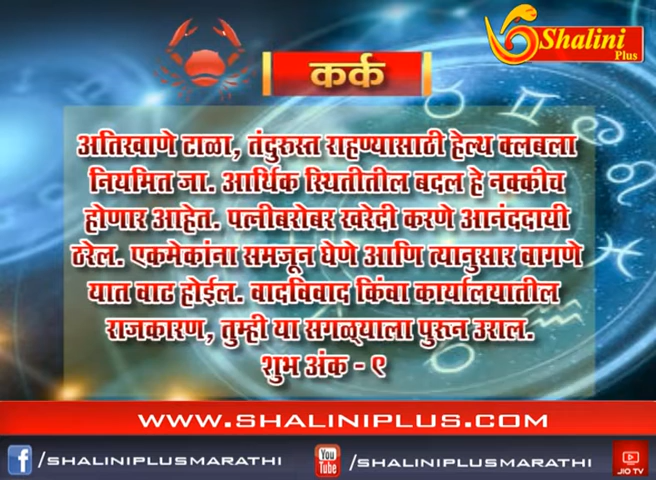 Shalini
Plus
कर्क
अतिखाणे टाळा, तंदुरूस्त राहण्यासाठी हेल्थ क्लबला
नियमित जा. आर्थिक स्थितीतील बदल हे नक्कीच
होणार आहेत. पत्नीबरोबर खरेदी करणे आनंददायी
ठरेल. एकमेकांना समजून घेणे आणि त्यानुसार वागणे
यात वाढ होईल. वादविवाद किंवा कार्यालयातील
राजकारण, तुम्ही या सगळ्याला पुरून उराल.
शुभ अंक - ९
WWW.SHALINIPLUS.COM
f /SHALINIPLUSMARATHI
You Tube /SHALINIPLUSMARATHI
JIO TV